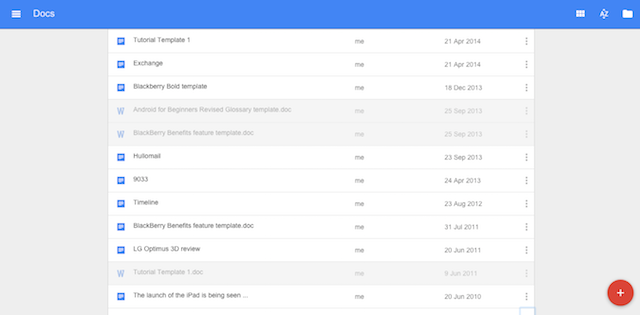 Docs
Tutorial Template 1 me 21 Apr 2014
Exchange me 21 Apr 2014
Blackberry Bold template me 18 Dec 2013
W Android for Beginners Revised Glossary template.doc me 25 Sep 2013
W BlackBerry Benefits feature template.doc me 25 Sep 2013
Hullomail me 23 Sep 2013
9033 me 24 Apr 2013
Timeline me 23 Aug 2012
BlackBerry Benefits feature template.doc me 31 Jul 2011
LG Optimus 3D review me 20 Jun 2011
W Tutorial Template 1.doc me 9 Jun 2011
The launch of the iPad is being seen ... me 20 Jun 2010